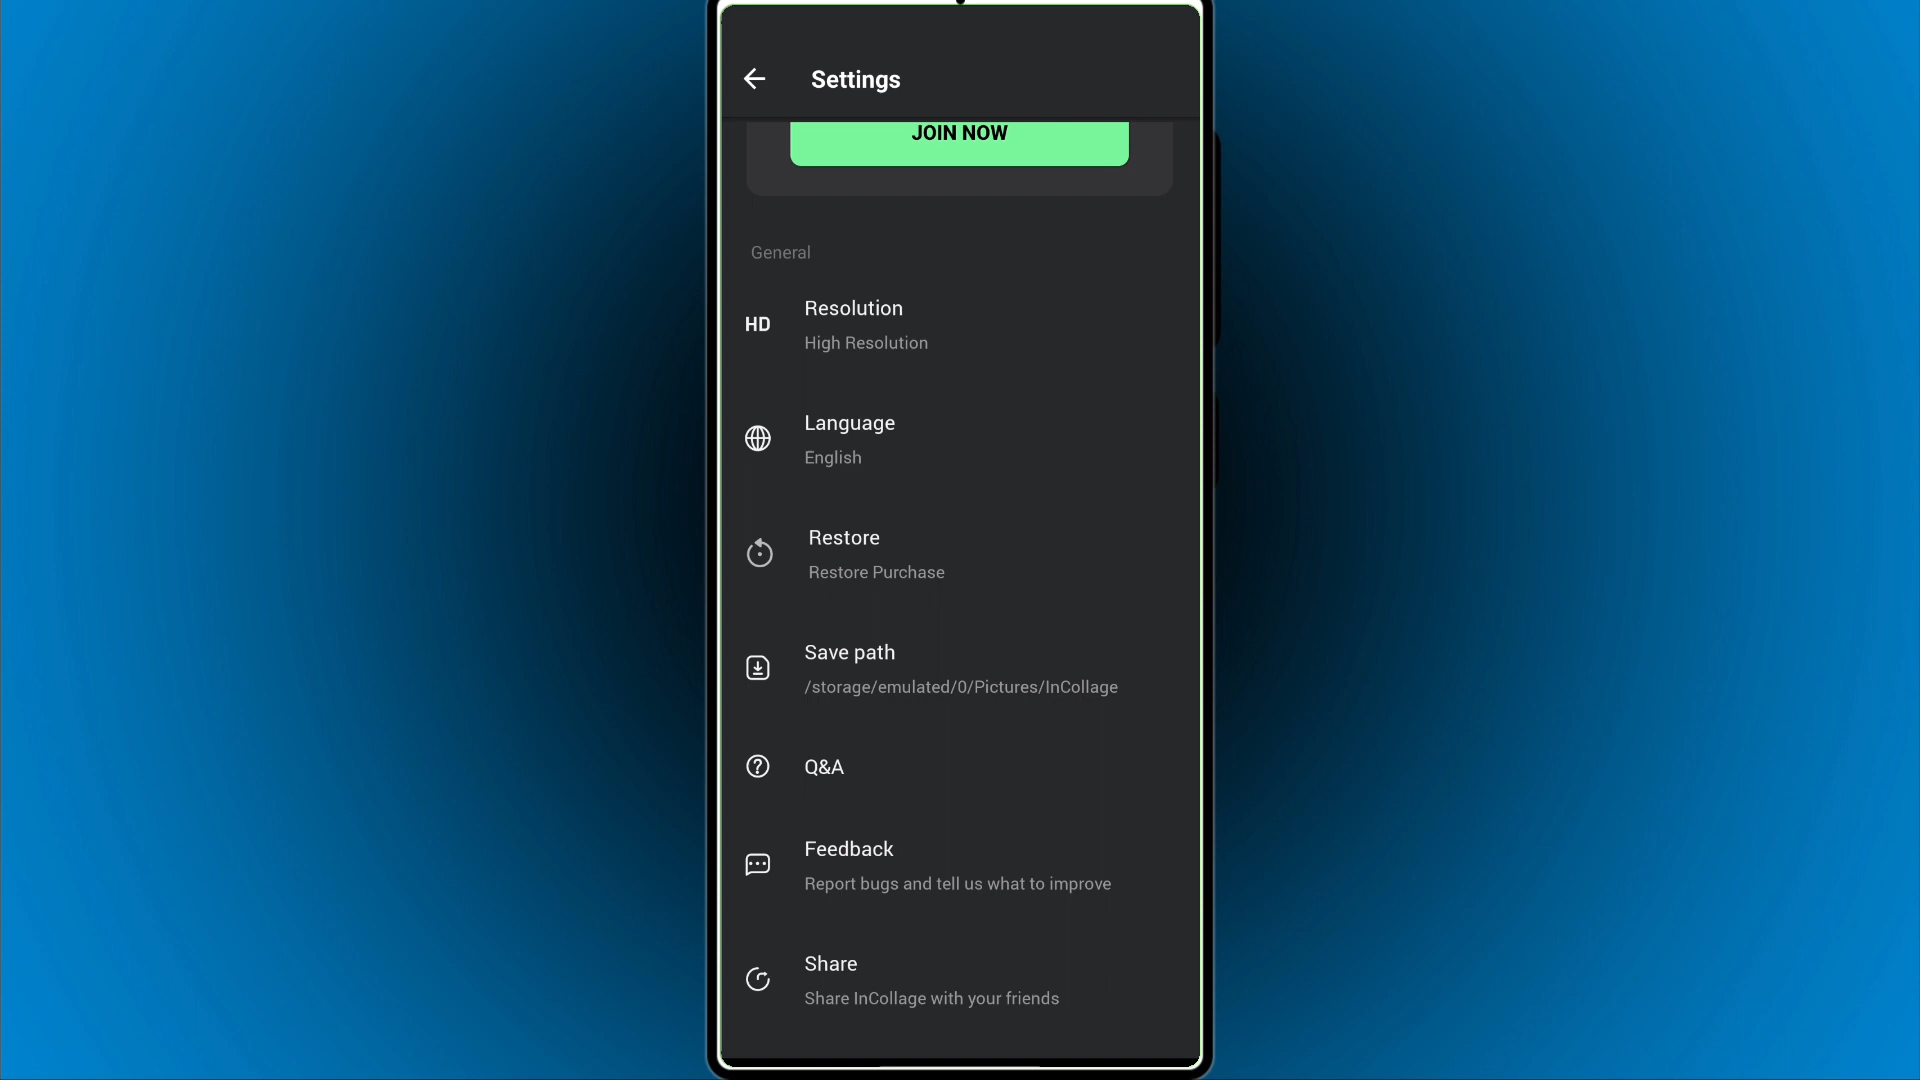 Settings
JOIN NOW
General
HD
Resolution
High Resolution
Language
English
Restore
Restore Purchase
Save path
/storage/emulated/0/Pictures/InCollage
Q&A
Feedback
Report bugs and tell us what to improve
Share
Share InCollage with your friends